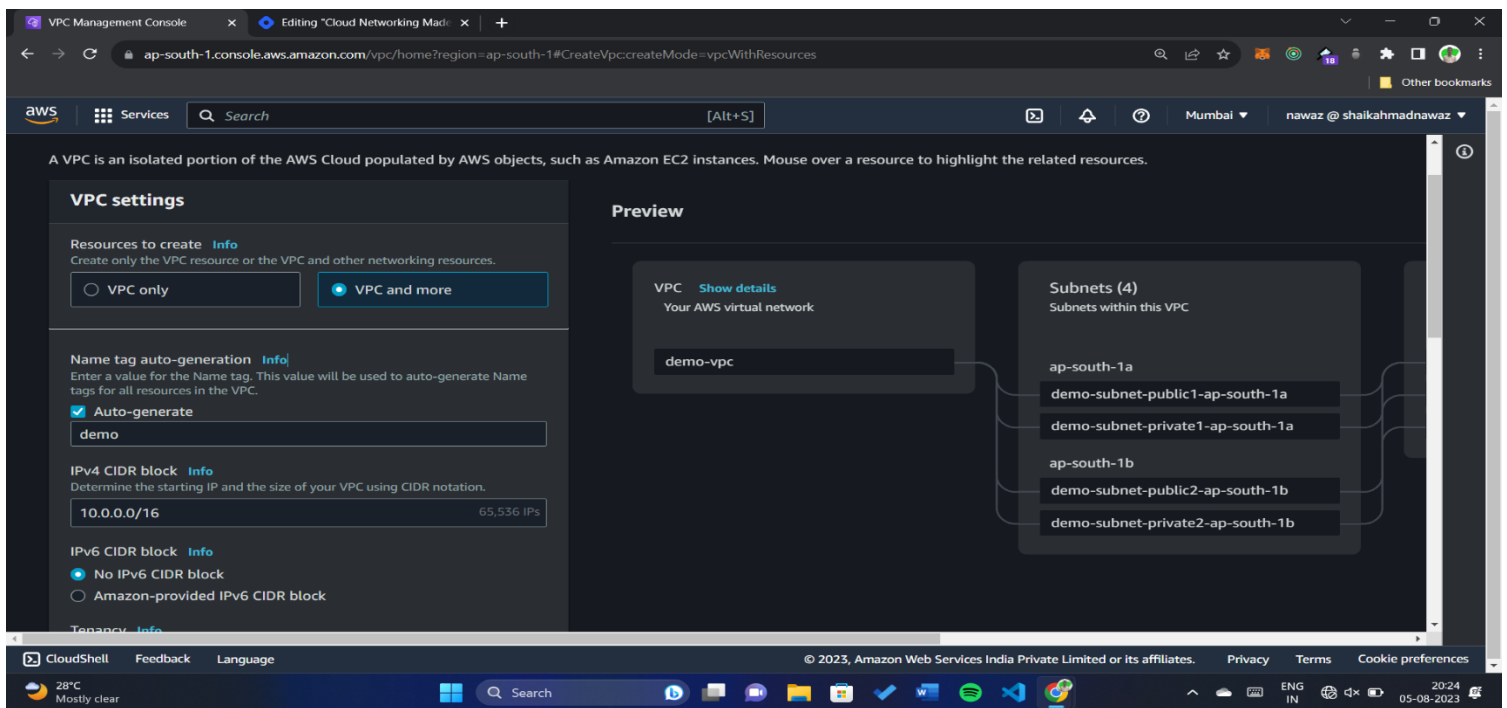 VPC Management Console
Editing "Cloud Networking Made
ap-south-1.console.aws.amazon.com/vpc/home?region=ap-south-1#CreateVpc:createMode=vpcWithResources
18
Other bookmarks
aws
Services
Search
[Alt+S]
Mumbai
nawaz @ shaikahmadnawaz
A VPC is an isolated portion of the AWS Cloud populated by AWS objects, such as Amazon EC2 instances. Mouse over a resource to highlight the related resources.
VPC settings
Resources to create Info
Create only the VPC resource or the VPC and other networking resources.
VPC only
VPC and more
Name tag auto-generation Info
Enter a value for the Name tag. This value will be used to auto-generate Name
tags for all resources in the VPC.
Auto-generate
demo
IPv4 CIDR block Info
Determine the starting IP and the size of your VPC using CIDR notation.
10.0.0.0/16 65,536 IPs
IPv6 CIDR block Info
No IPv6 CIDR block
Amazon-provided IPv6 CIDR block
Tenancy Info
Preview
VPC Show details
Your AWS virtual network
demo-vpc
Subnets (4)
Subnets within this VPC
ap-south-1a
demo-subnet-public1-ap-south-1a
demo-subnet-private1-ap-south-1a
ap-south-1b
demo-subnet-public2-ap-south-1b
demo-subnet-private2-ap-south-1b
CloudShell
Feedback
Language
© 2023, Amazon Web Services India Private Limited or its affiliates.
Privacy
Terms
Cookie preferences
28°C
Mostly clear
Search
ENG
IN
20:24
05-08-2023